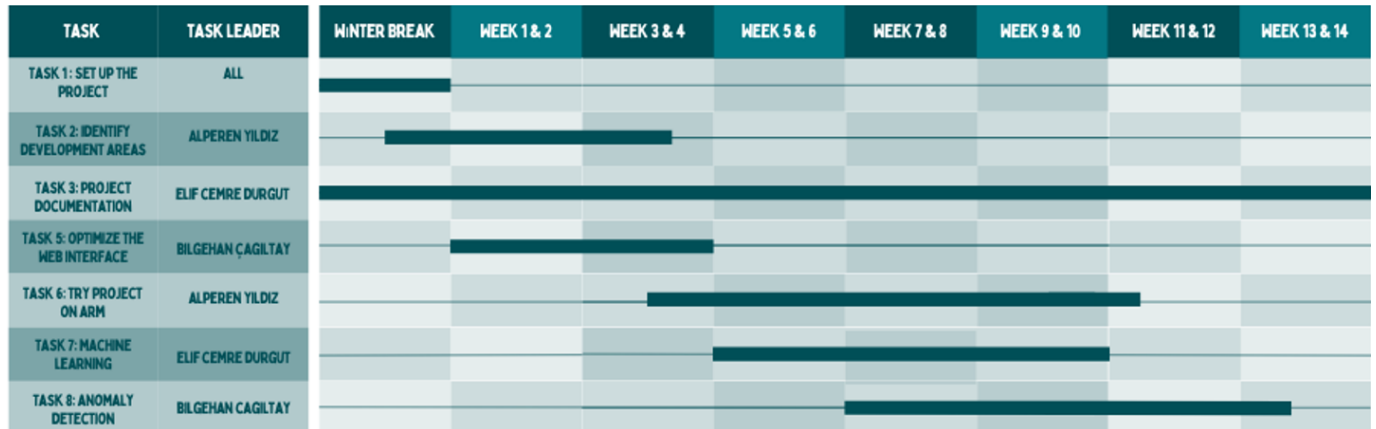 TASK TASK LEADER WINTER BREAK WEEK 1 & 2 WEEK 3 & 4 WEEK 5 & 6 WEEK 7 & 8 WEEK 9 & 10 WEEK 11 & 12 WEEK 13 & 14
TASK 1: SET UP THE
PROJECT
ALL
TASK 2: IDENTIFY
DEVELOPMENT AREAS
ALPEREN YILDIZ
TASK 3: PROJECT
DOCUMENTATION
ELIF CEMRE DURGUT
TASK 5: OPTIMIZE THE
WEB INTERFACE
BILGEHAN ÇAGILTAY
TASK 6: TRY PROJECT
ON ARM
ALPEREN YILDIZ
TASK 7: MACHINE
LEARNING
ELIF CEMRE DURGUT
TASK 8: ANOMALY
DETECTION
BILGEHAN CAGILTAY